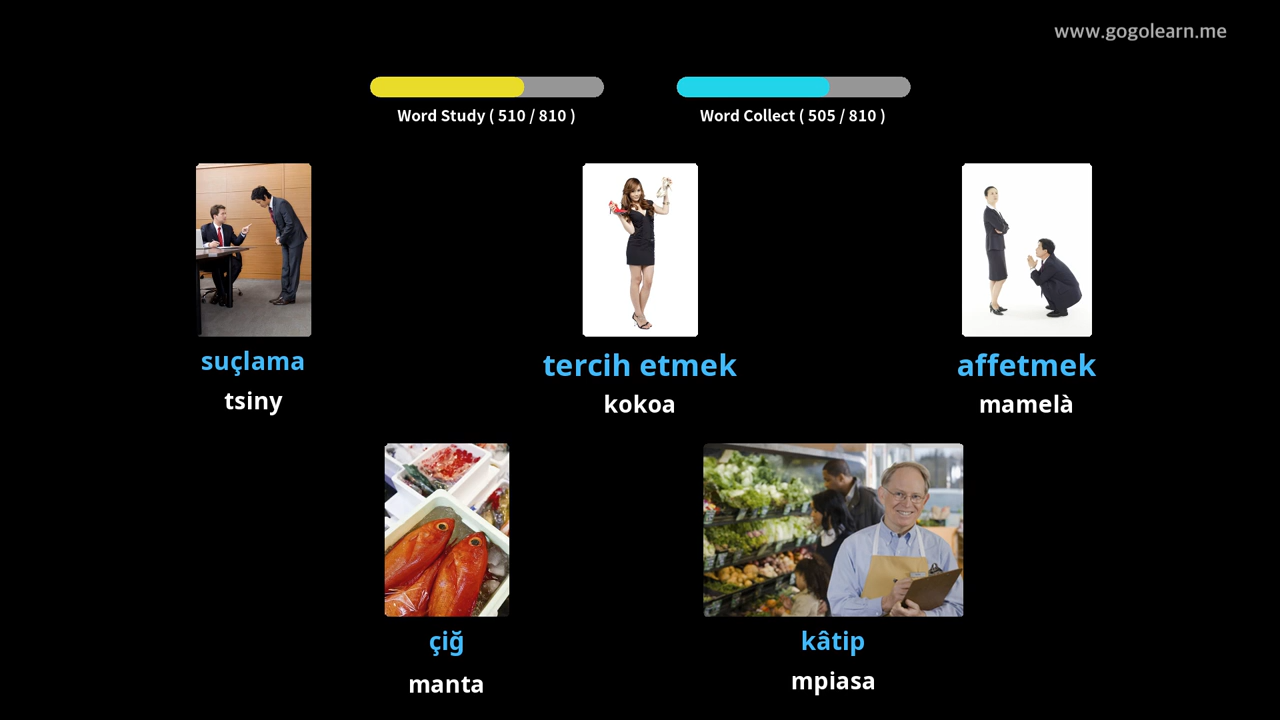 www.gogolearn.me
Word Study ( 510 / 810 )
Word Collect ( 505 / 810 )
suçlama
tsiny
tercih etmek
kokoa
affetmek
mamelà
çiğ
manta
kâtip
mpiasa